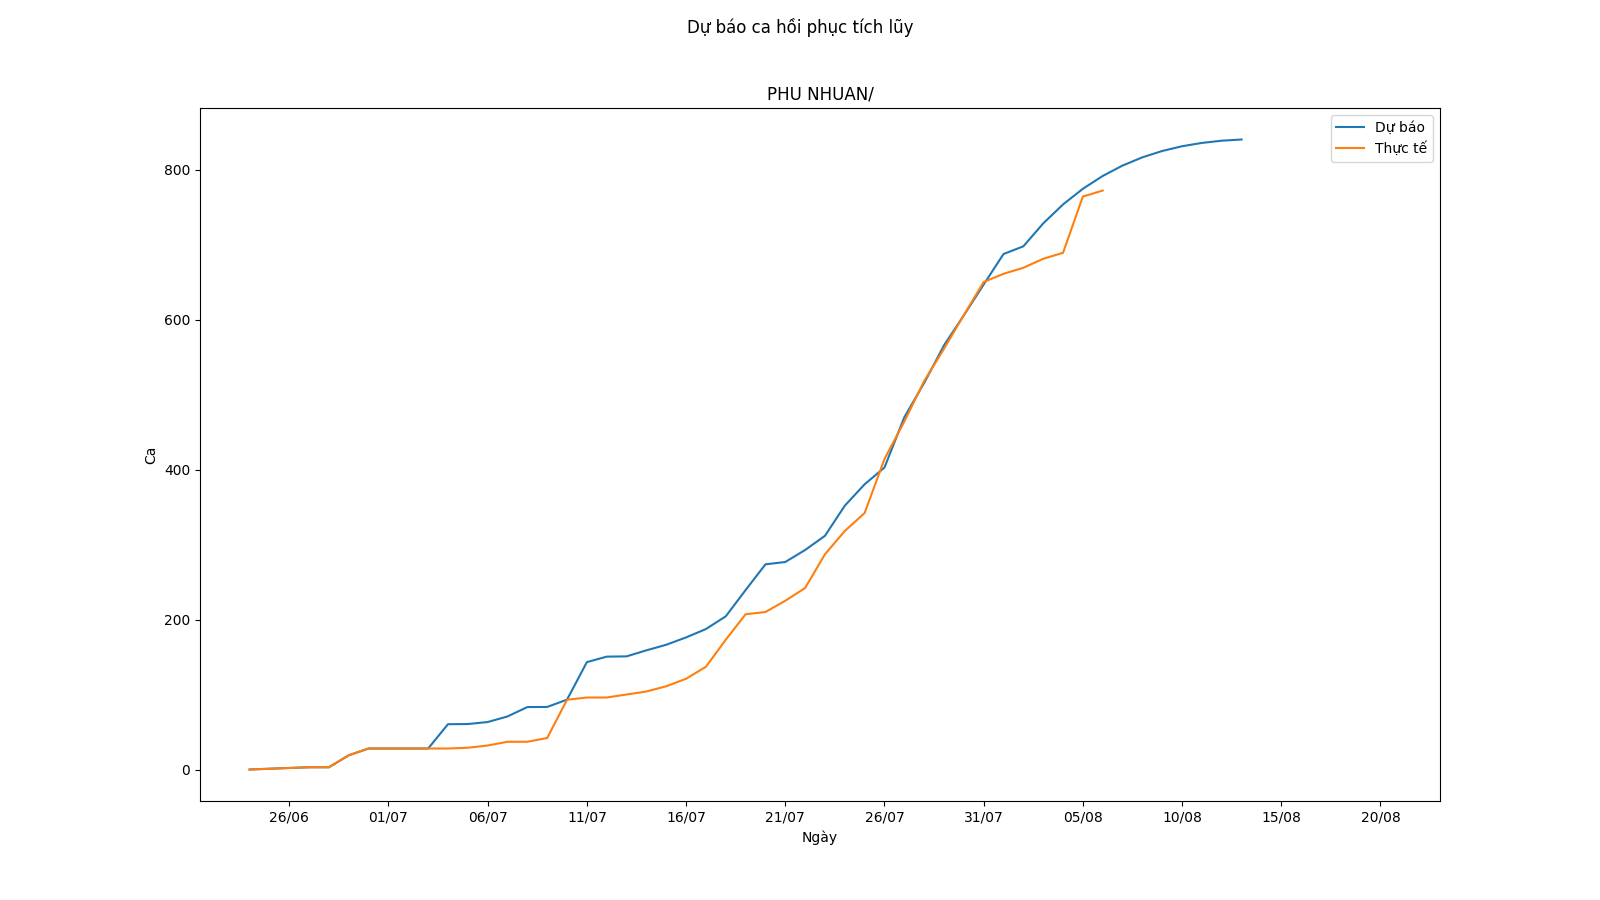 Dự báo ca hồi phục tích lũy
PHU NHUAN/
Dự báo
Thực tế
800
600
400
200
0
Ca
26/06 01/07 06/07 11/07 16/07 21/07 26/07 31/07 05/08 10/08 15/08 20/08
Ngày